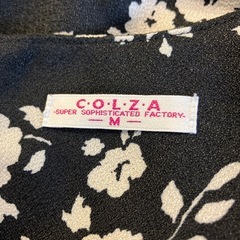 C·O·L·Z·A
-SUPER SOPHISTICATED FACTORY-
— M —